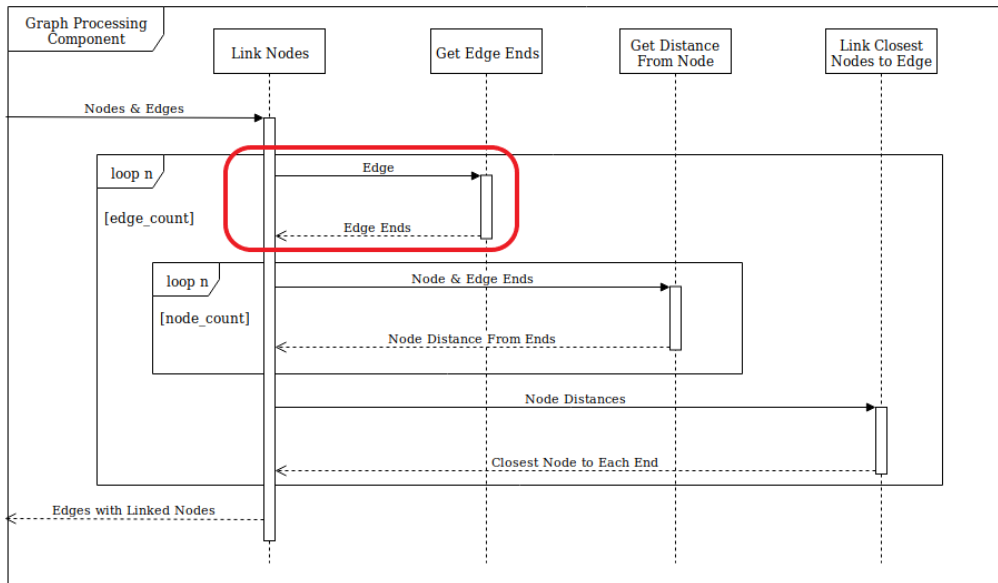 Graph Processing
Component
Link Nodes
Get Edge Ends
Get Distance
From Node
Link Closest
Nodes to Edge
Nodes & Edges
loop n
Edge
[edge_count]
Edge Ends
loop n
Node & Edge Ends
[node_count]
Node Distance From Ends
Node Distances
Closest Node to Each End
Edges with Linked Nodes